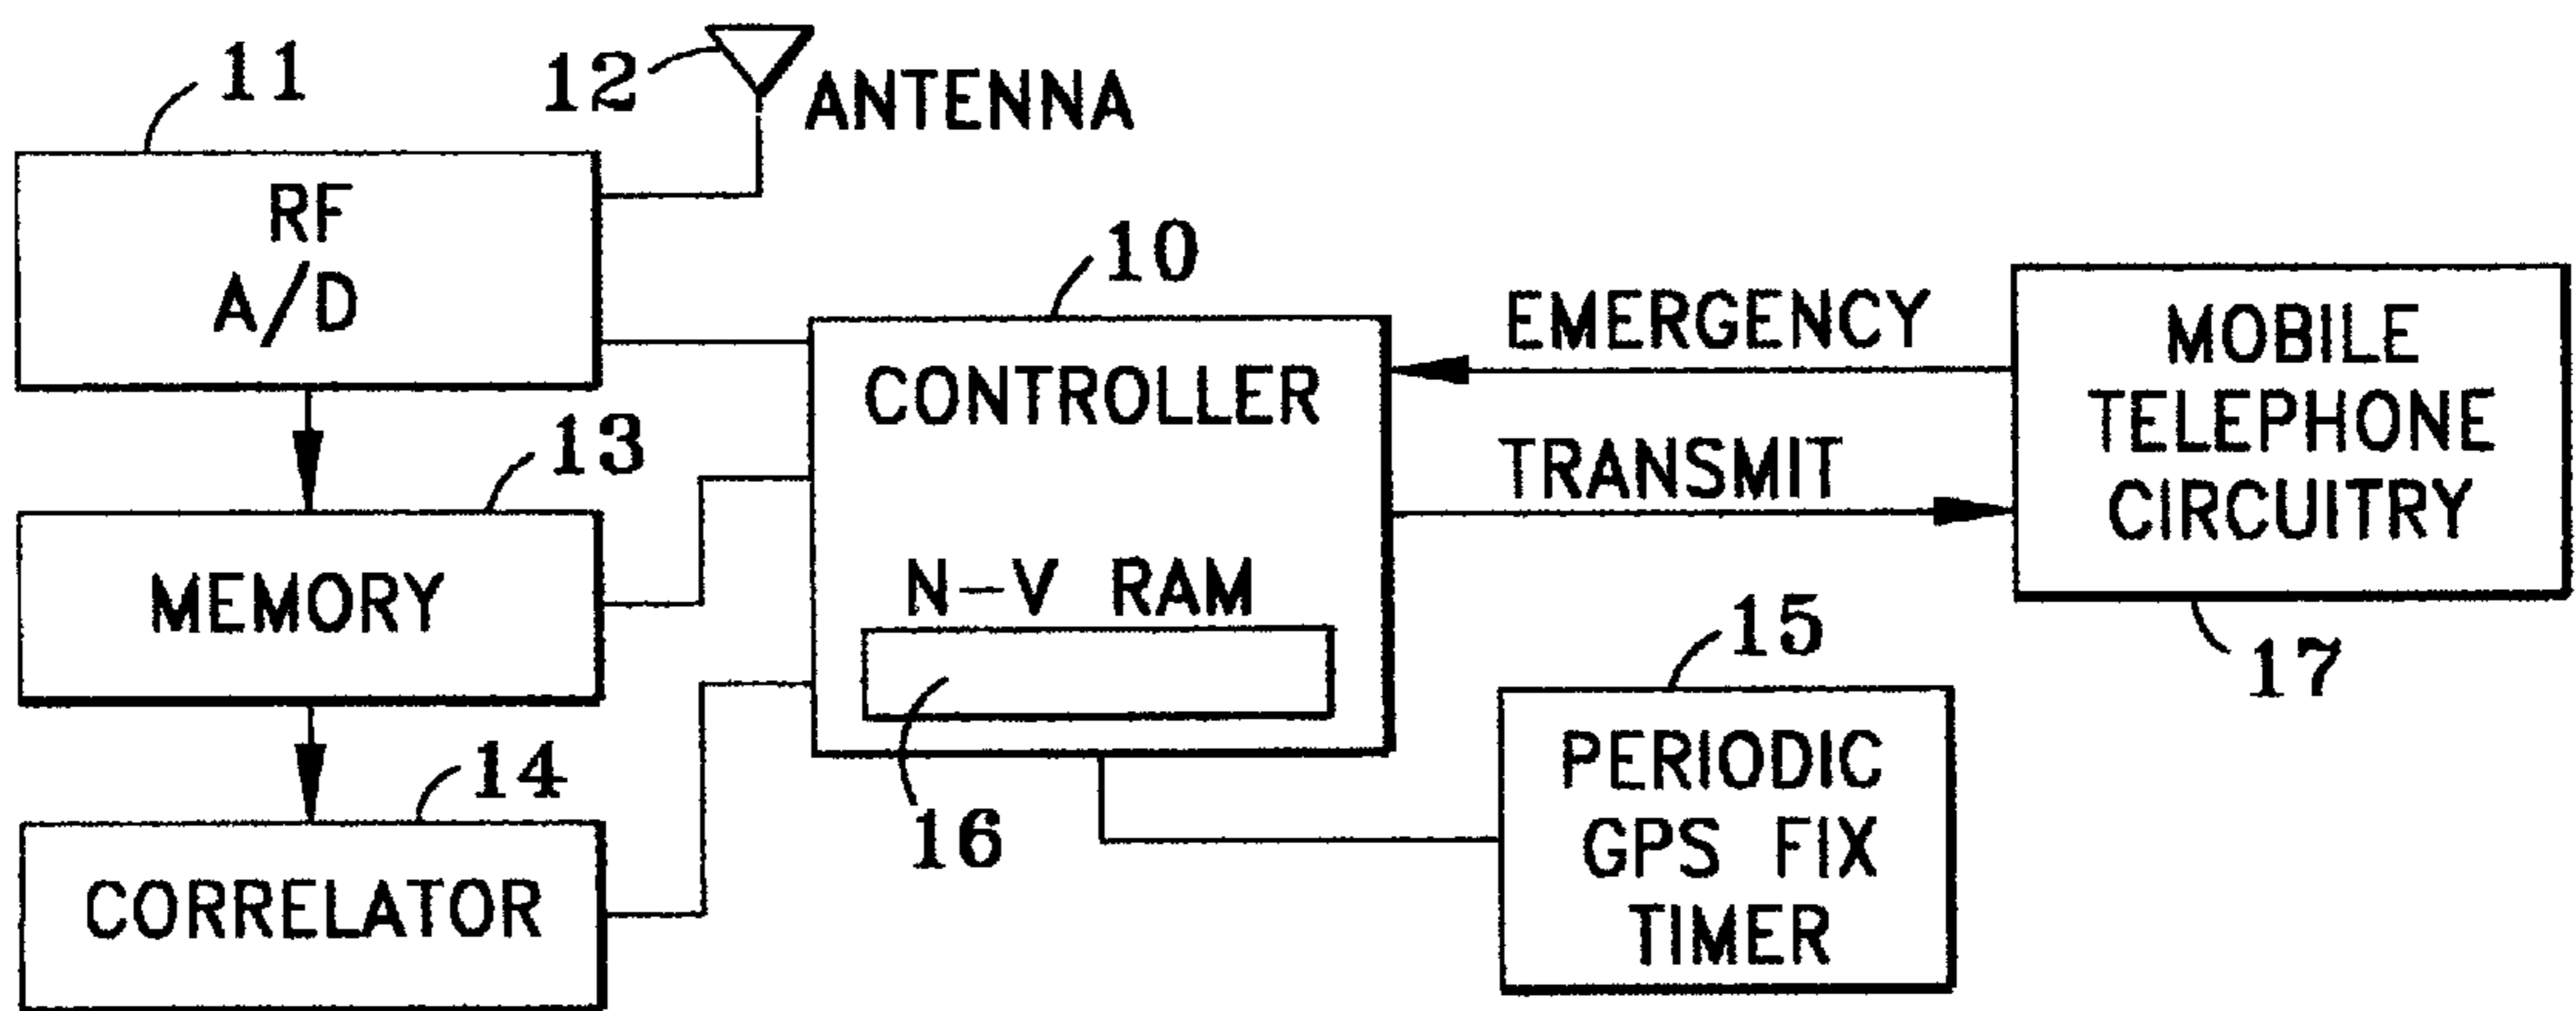 11
12
ANTENNA
RF
A/D
10
CONTROLLER
EMERGENCY
TRANSMIT
MOBILE
TELEPHONE
CIRCUITRY
17
13
MEMORY
N-V RAM
16
15
PERIODIC
GPS FIX
TIMER
14
CORRELATOR